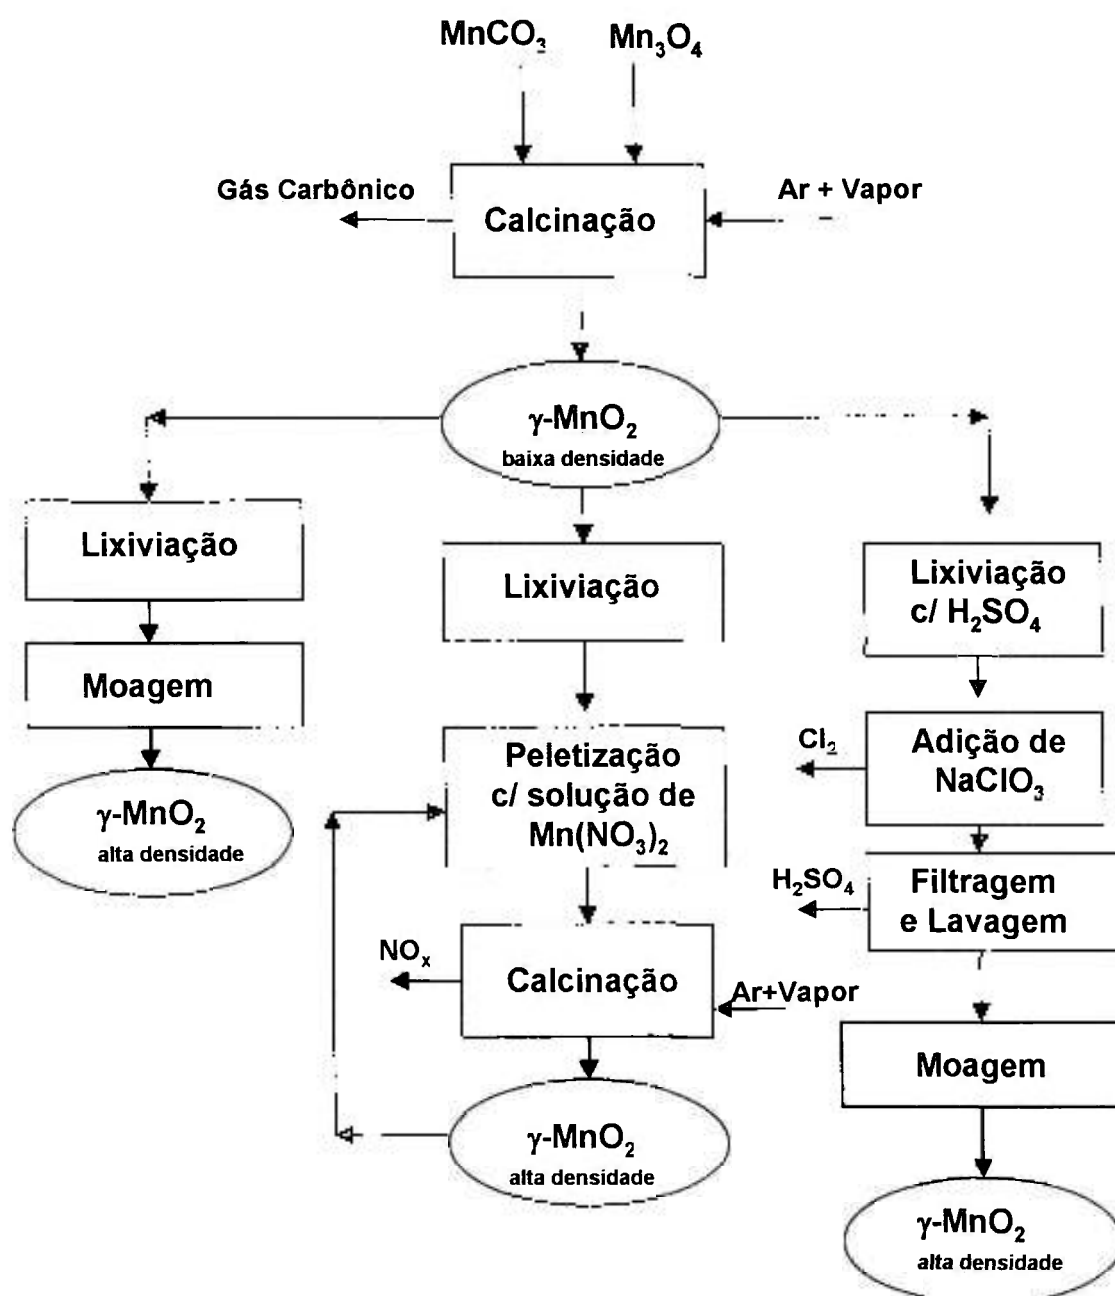 MnCO₃ Mn₃O₄
Gás Carbônico
Calcinação
Ar + Vapor
γ-MnO₂
baixa densidade
Lixiviação
Moagem
γ-MnO₂
alta densidade
Lixiviação
Peletização
c/ solução de
Mn(NO₃)₂
NOₓ
Calcinação
Ar+Vapor
γ-MnO₂
alta densidade
Lixiviação
c/ H₂SO₄
Cl₂
Adição de
NaClO₃
H₂SO₄
Filtragem
e Lavagem
Moagem
γ-MnO₂
alta densidade